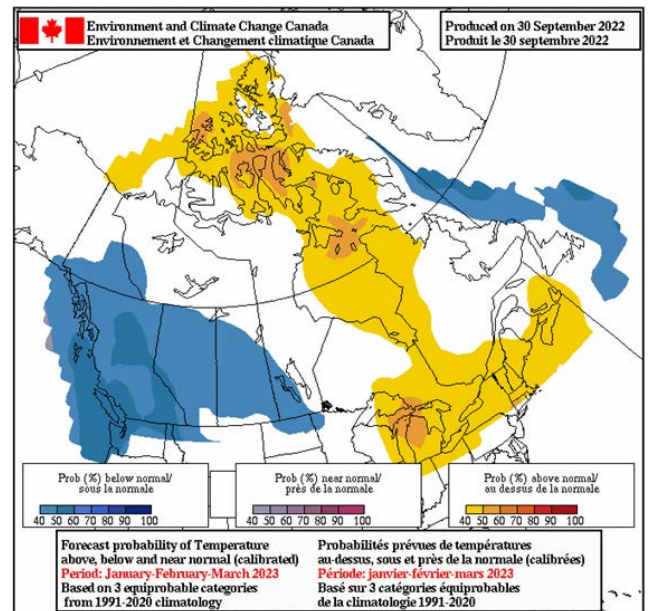 Environment and Climate Change Canada
Environnement et Changement climatique Canada
Produced on 30 September 2022
Produit le 30 septembre 2022
Prob (%) below normal/
sous la normale
40 50 60 70 80 90 100
Prob (%) near normal/
près de la normale
40 50 60 70 80 90 100
Prob (%) above normal/
au dessus de la normale
40 50 60 70 80 90 100
Forecast probability of Temperature
above, below and near normal (calibrated)
Period: January-February-March 2023
Based on 3 equiprobable categories
from 1991-2020 climatology
Probabilités prévues de températures
au-dessus, sous et près de la normale (calibrées)
Période: janvier-février-mars 2023
Basé sur 3 catégories équiprobables
de la climatologie 1991-2020